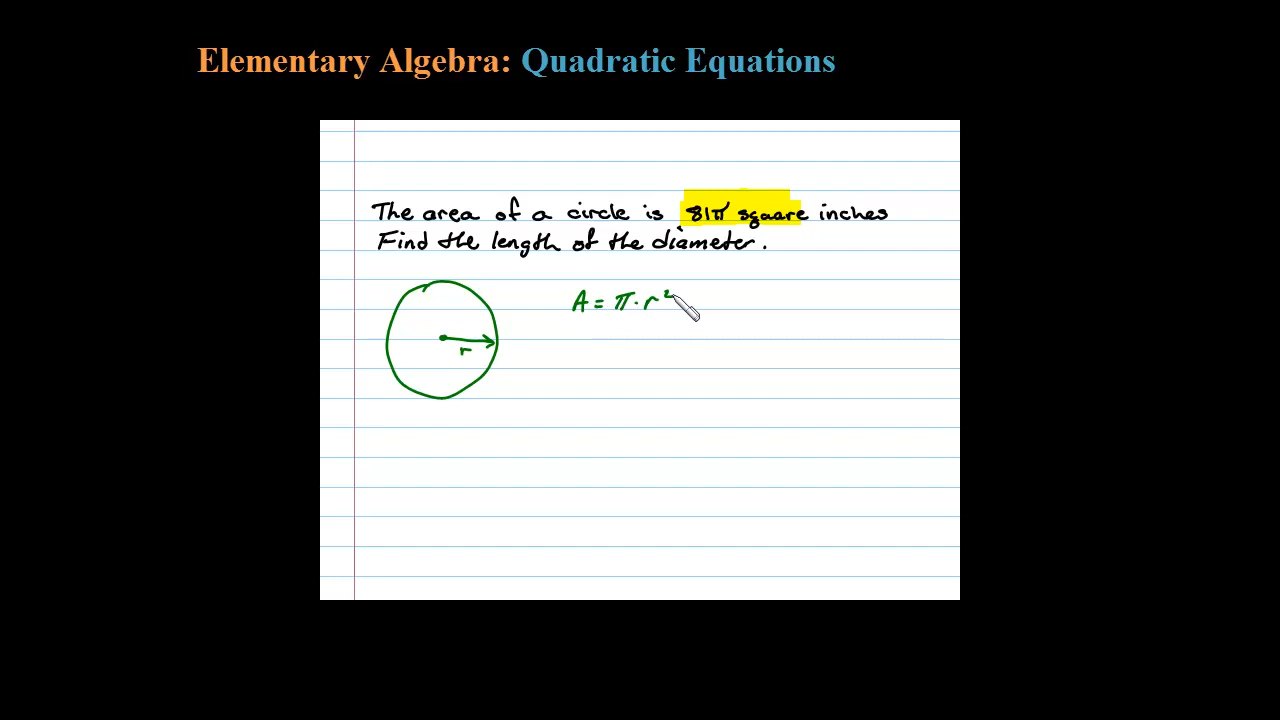 Elementary Algebra: Quadratic Equations
The area of a circle is 81π square inches
Find the length of the diameter.
A = π · r²
r